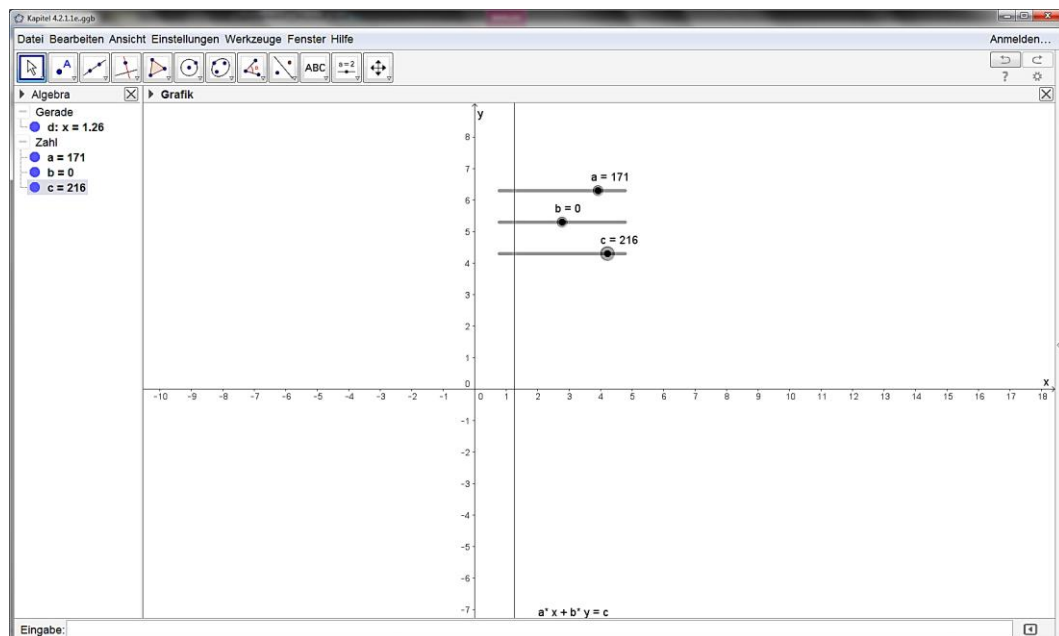 Kapitel 4.2.1.1e..ggb
Datei Bearbeiten Ansicht Einstellungen Werkzeuge Fenster Hilfe
Anmelden...
A
ABC
a=2
?
Algebra
Grafik
Gerade
d: x = 1.26
Zahl
a = 171
b = 0
c = 216
y
8
7
a = 171
6
b = 0
5
c = 216
4
3
2
1
0
x
-10 -9 -8 -7 -6 -5 -4 -3 -2 -1 0 1 2 3 4 5 6 7 8 9 10 11 12 13 14 15 16 17 18
-1
-2
-3
-4
-5
-6
-7
a* x + b* y = c
Eingabe: